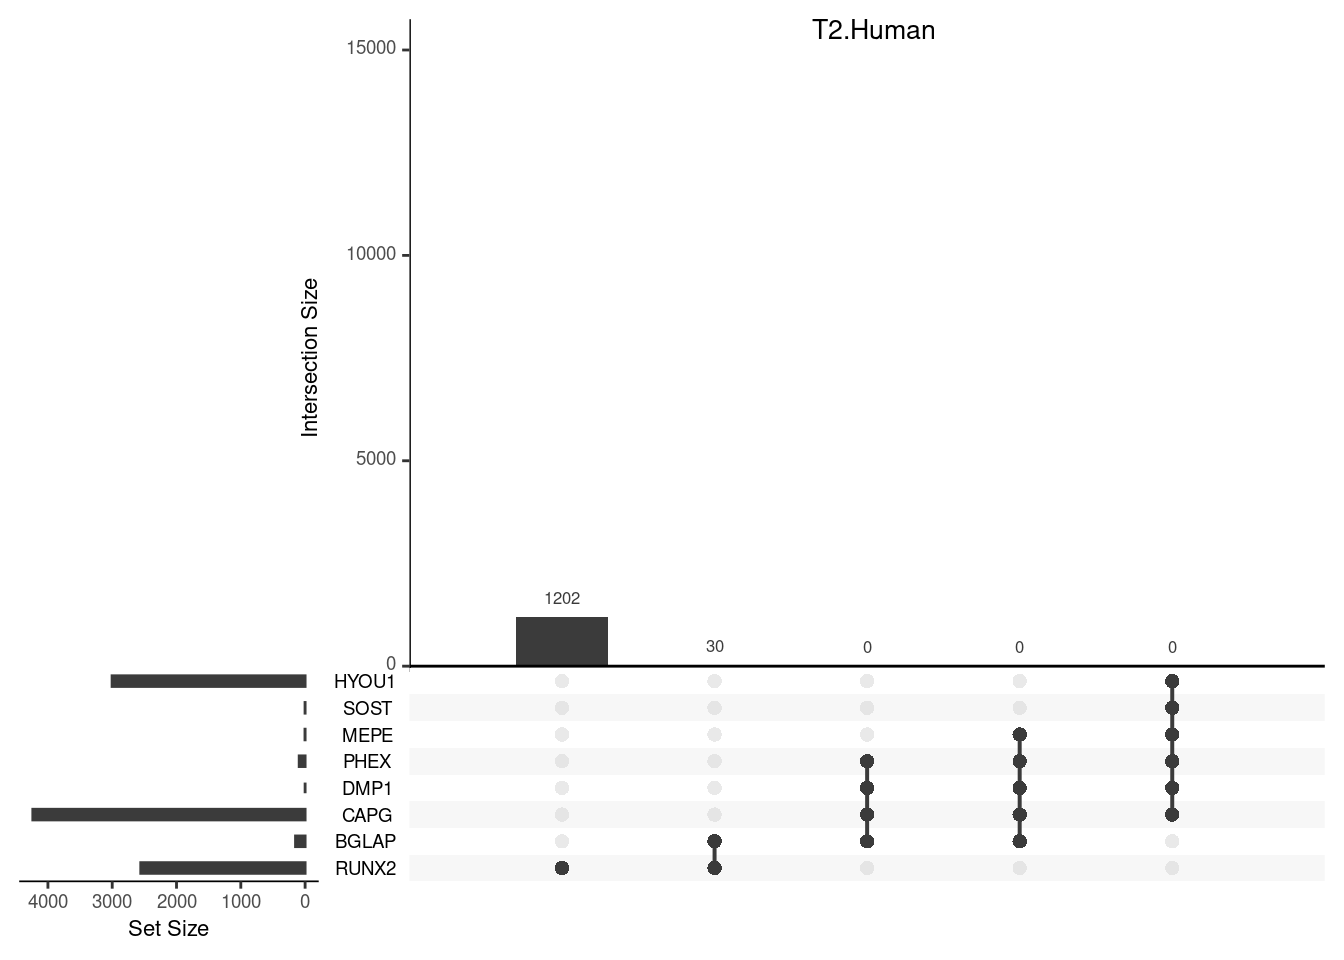 T2.Human
15000
10000
5000
0
Intersection Size
1202
30
0
0
0
HYOU1
SOST
MEPE
PHEX
DMP1
CAPG
BGLAP
RUNX2
4000 3000 2000 1000 0
Set Size